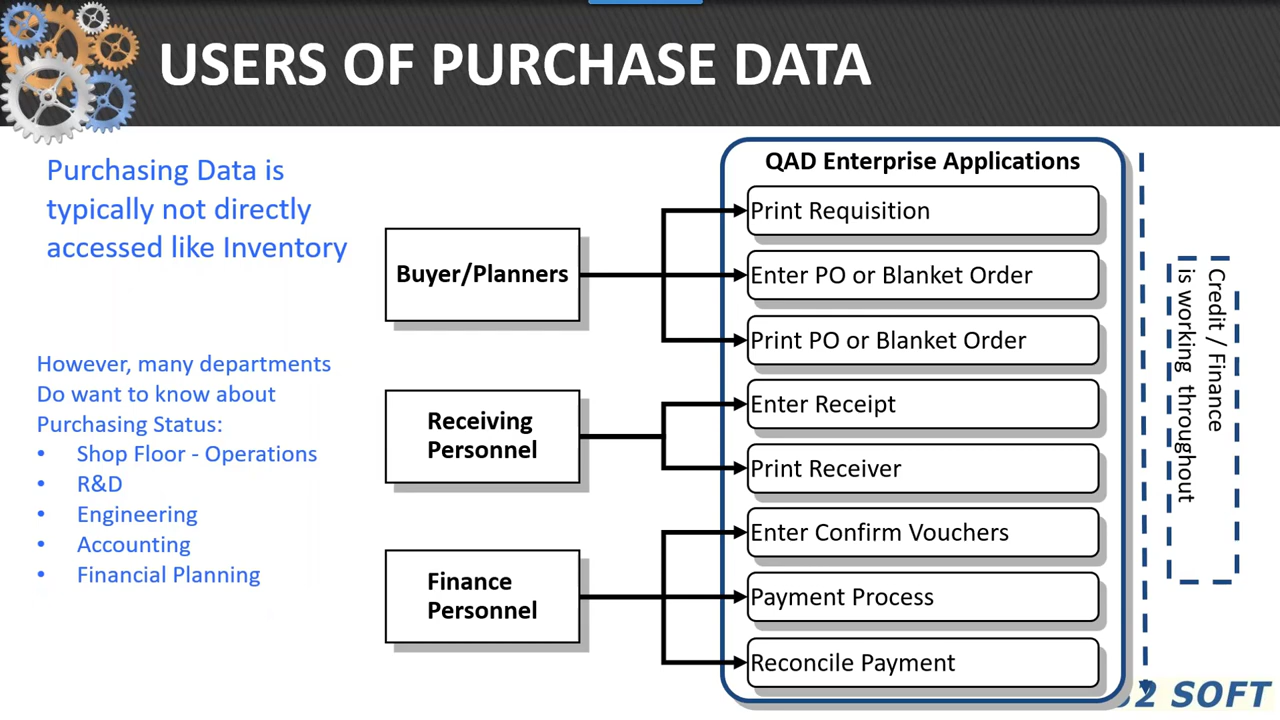 USERS OF PURCHASE DATA
Purchasing Data is
typically not directly
accessed like Inventory
However, many departments
Do want to know about
Purchasing Status:
• Shop Floor - Operations
• R&D
• Engineering
• Accounting
• Financial Planning
Buyer/Planners
Receiving
Personnel
Finance
Personnel
QAD Enterprise Applications
Print Requisition
Enter PO or Blanket Order
Print PO or Blanket Order
Enter Receipt
Print Receiver
Enter Confirm Vouchers
Payment Process
Reconcile Payment
Credit / Finance
is working throughout
2 SOFT